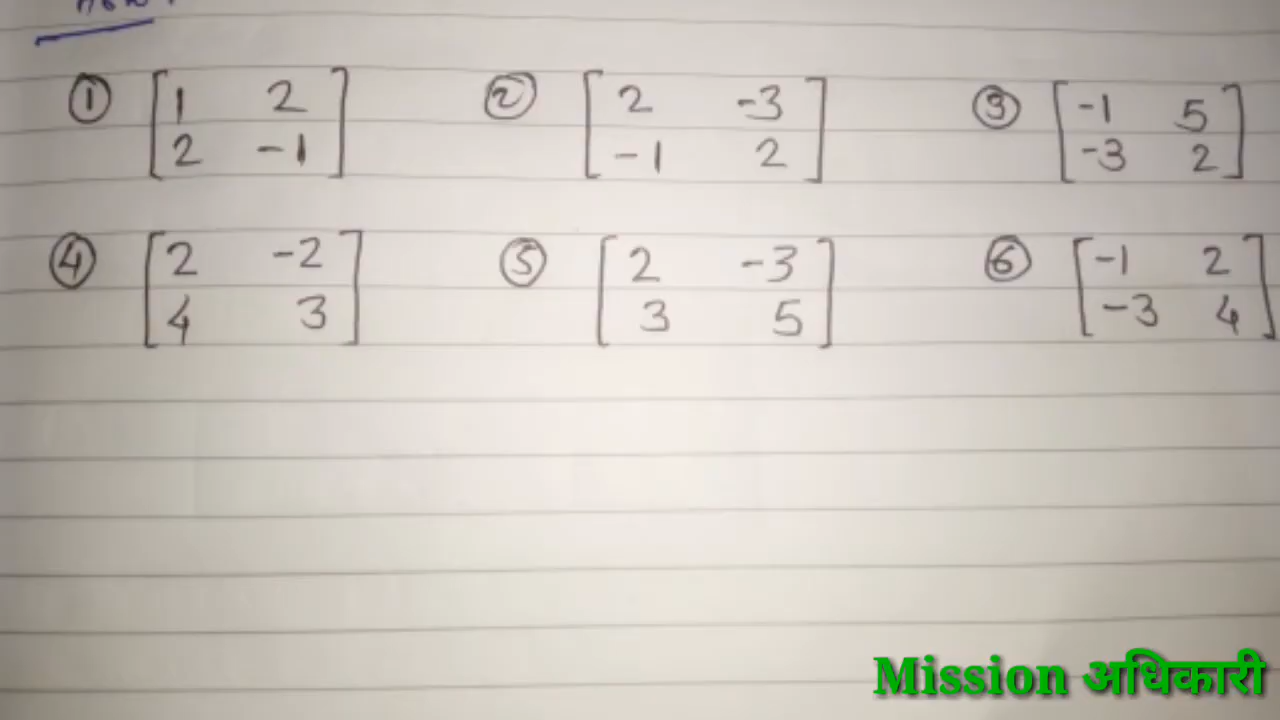 ① [1 2 ② [2 -3 ③ [-1 5
2 -1] -1 2] -3 2]
④ [2 -2 ⑤ [2 -3 ⑥ [-1 2
4 3] 3 5] -3 4]
Mission अधिकारी